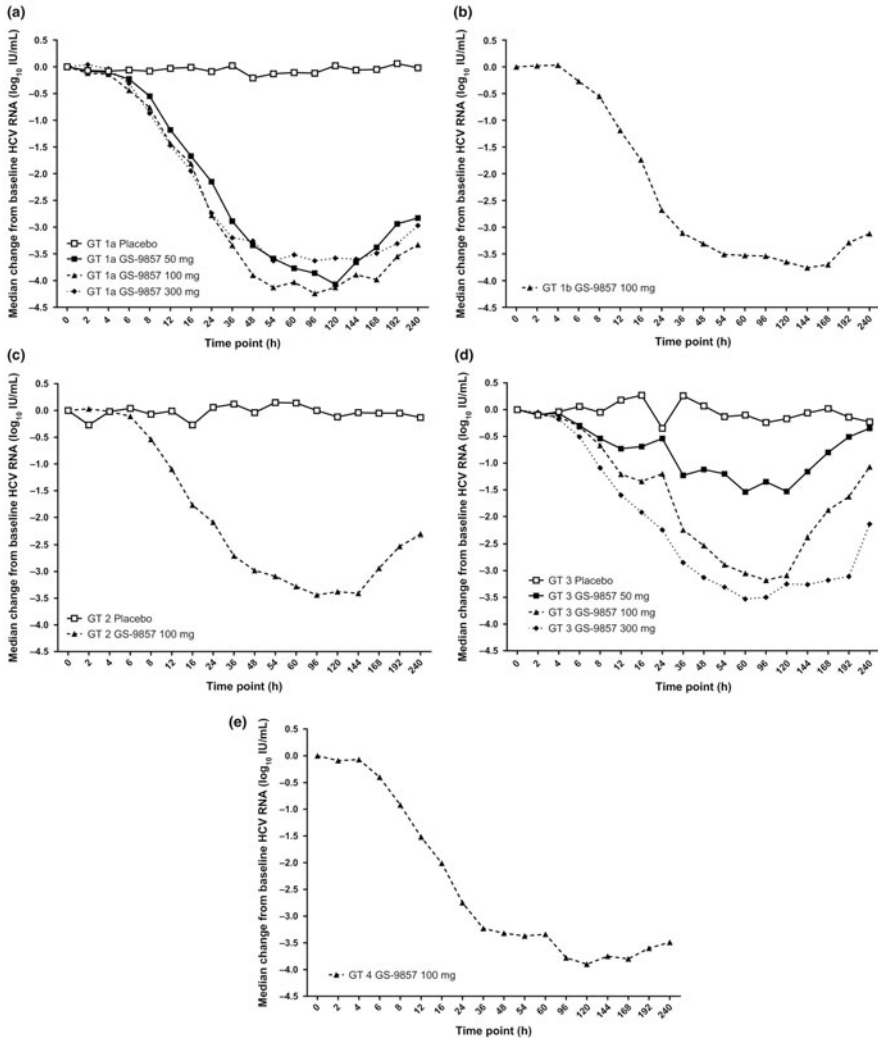 (a)
Median change from baseline HCV RNA (log10 IU/mL)
0.5
0.0
−0.5
−1.0
−1.5
−2.0
−2.5
−3.0
−3.5
−4.0
−4.5
GT 1a Placebo
GT 1a GS-9857 50 mg
GT 1a GS-9857 100 mg
GT 1a GS-9857 300 mg
0 2 4 6 8 12 16 24 36 48 54 60 96 120 144 168 192 240
Time point (h)
(b)
Median change from baseline HCV RNA (log10 IU/mL)
0.5
0.0
−0.5
−1.0
−1.5
−2.0
−2.5
−3.0
−3.5
−4.0
−4.5
GT 1b GS-9857 100 mg
0 2 4 6 8 12 16 24 36 48 54 60 96 120 144 168 192 240
Time point (h)
(c)
Median change from baseline HCV RNA (log10 IU/mL)
0.5
0.0
−0.5
−1.0
−1.5
−2.0
−2.5
−3.0
−3.5
−4.0
−4.5
GT 2 Placebo
GT 2 GS-9857 100 mg
0 2 4 6 8 12 16 24 36 48 54 60 96 120 144 168 192 240
Time point (h)
(d)
Median change from baseline HCV RNA (log10 IU/mL)
0.5
0.0
−0.5
−1.0
−1.5
−2.0
−2.5
−3.0
−3.5
−4.0
−4.5
GT 3 Placebo
GT 3 GS-9857 50 mg
GT 3 GS-9857 100 mg
GT 3 GS-9857 300 mg
0 2 4 6 8 12 16 24 36 48 54 60 96 120 144 168 192 240
Time point (h)
(e)
Median change from baseline HCV RNA (log10 IU/mL)
0.5
0.0
−0.5
−1.0
−1.5
−2.0
−2.5
−3.0
−3.5
−4.0
−4.5
GT 4 GS-9857 100 mg
0 2 4 6 8 12 16 24 36 48 54 60 96 120 144 168 192 240
Time point (h)